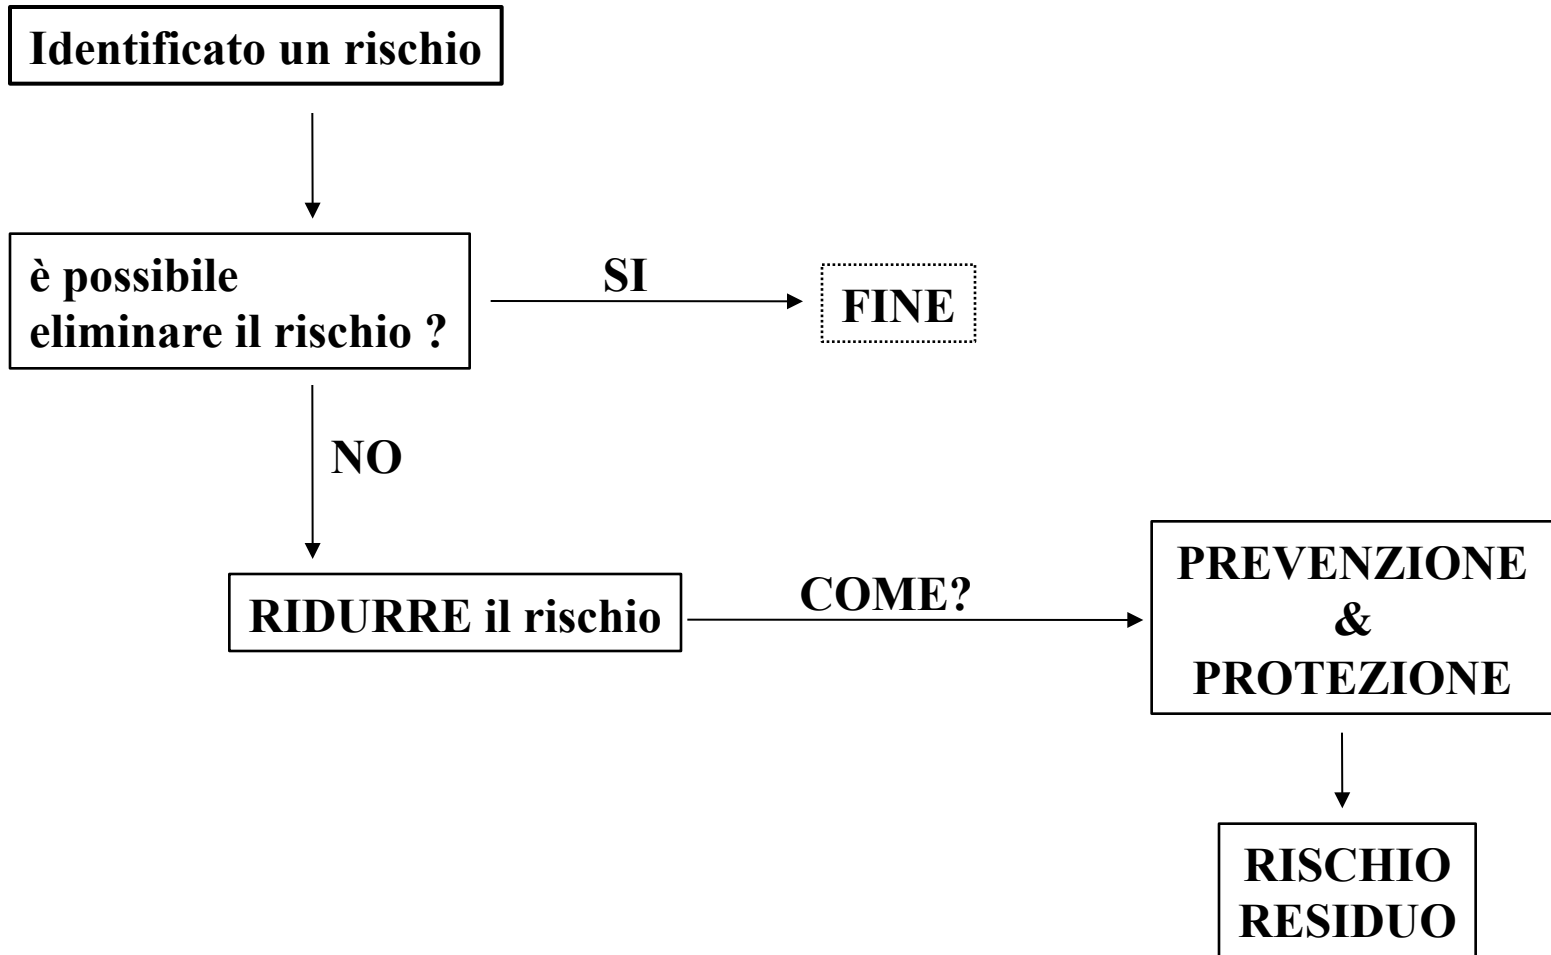 Identificato un rischio
è possibile
eliminare il rischio ?
SI
FINE
NO
RIDURRE il rischio
COME?
PREVENZIONE
&
PROTEZIONE
RISCHIO
RESIDUO